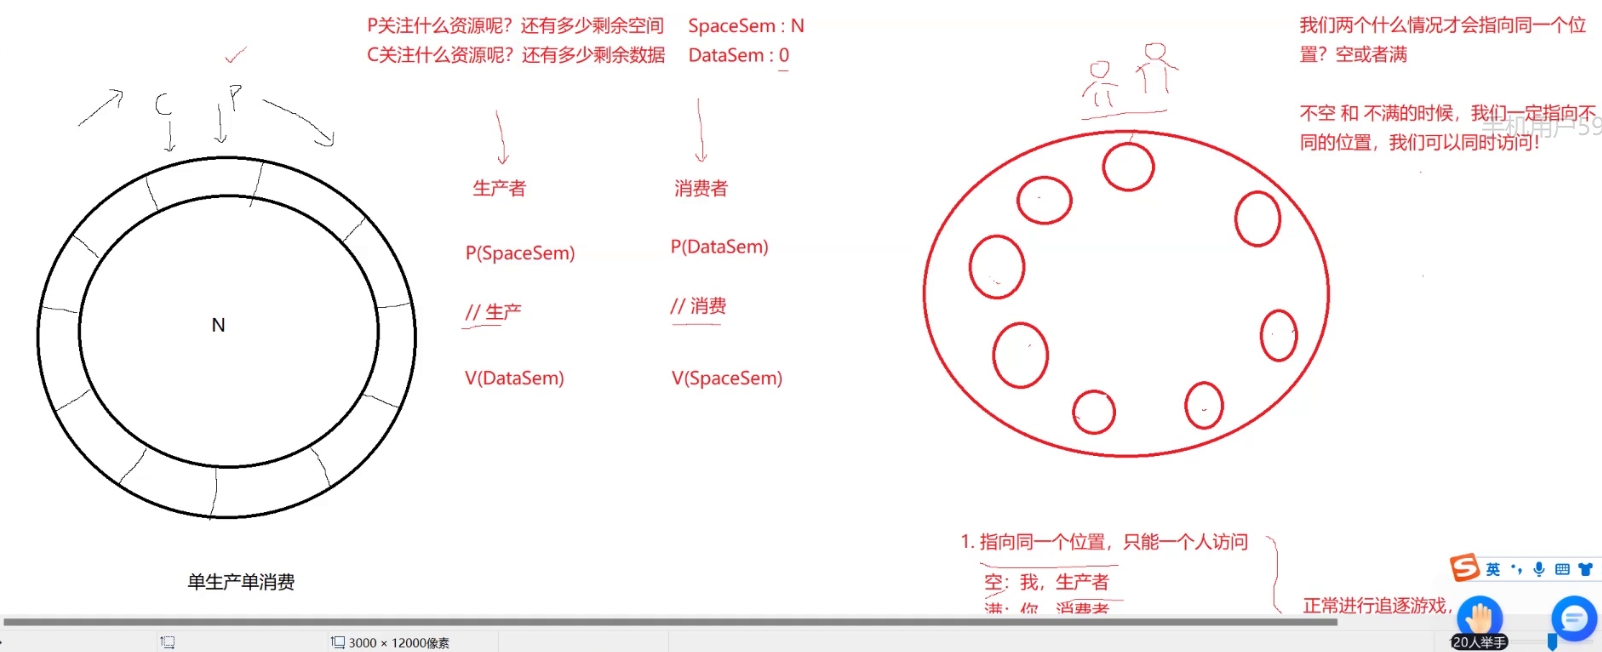 P关注什么资源呢？还有多少剩余空间 SpaceSem : N
C关注什么资源呢？还有多少剩余数据 DataSem : 0
我们两个什么情况才会指向同一个位
置？空或者满
不空 和 不满的时候，我们一定指向不
同的位置，我们可以同时访问！
手机用户59
C P
生产者 消费者
P(SpaceSem) P(DataSem)
// 生产 // 消费
V(DataSem) V(SpaceSem)
N
单生产单消费
1. 指向同一个位置，只能一个人访问
空：我，生产者
满：你，消费者
正常进行追逐游戏，
英
20人举手
3000 × 12000像素